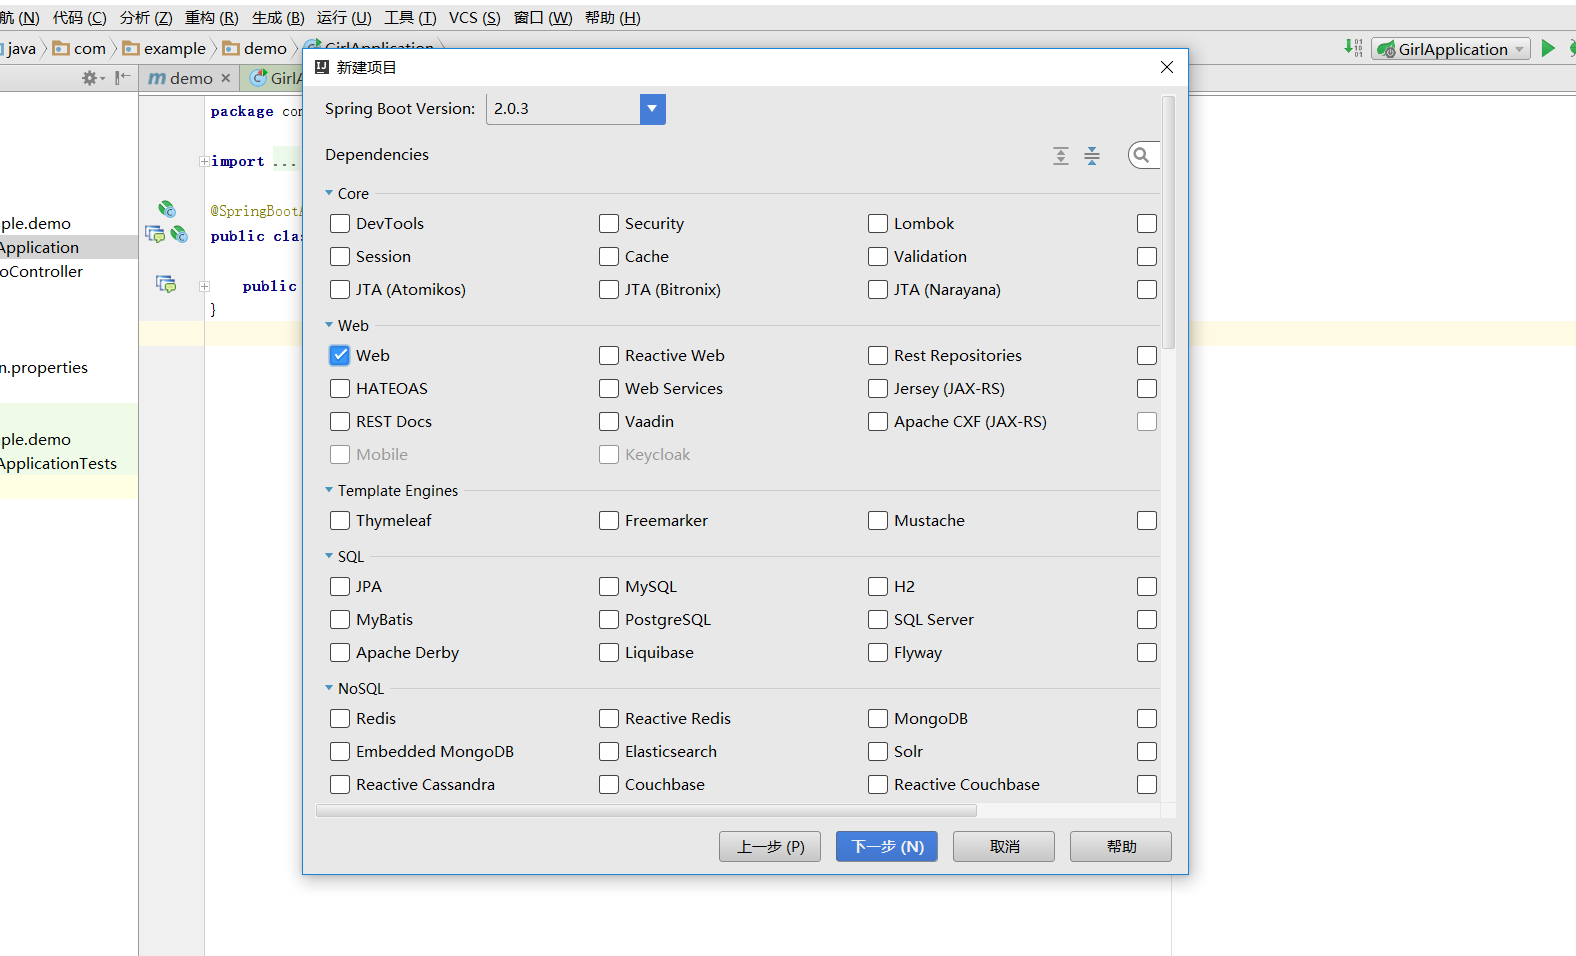 航 (N) 代码 (C) 分析 (Z) 重构 (R) 生成 (B) 运行 (U) 工具 (T) VCS (S) 窗口 (W) 帮助 (H)
java com example demo GirlApplication
GirlApplication
demo GirlA
新建项目
Spring Boot Version: 2.0.3
Dependencies
package con
import ...
@SpringBootA
public clas
public
}
ple.demo
Application
oController
n.properties
ple.demo
ApplicationTests
Core
DevTools Security Lombok
Session Cache Validation
JTA (Atomikos) JTA (Bitronix) JTA (Narayana)
Web
Web Reactive Web Rest Repositories
HATEOAS Web Services Jersey (JAX-RS)
REST Docs Vaadin Apache CXF (JAX-RS)
Mobile Keycloak
Template Engines
Thymeleaf Freemarker Mustache
SQL
JPA MySQL H2
MyBatis PostgreSQL SQL Server
Apache Derby Liquibase Flyway
NoSQL
Redis Reactive Redis MongoDB
Embedded MongoDB Elasticsearch Solr
Reactive Cassandra Couchbase Reactive Couchbase
上一步 (P) 下一步 (N) 取消 帮助